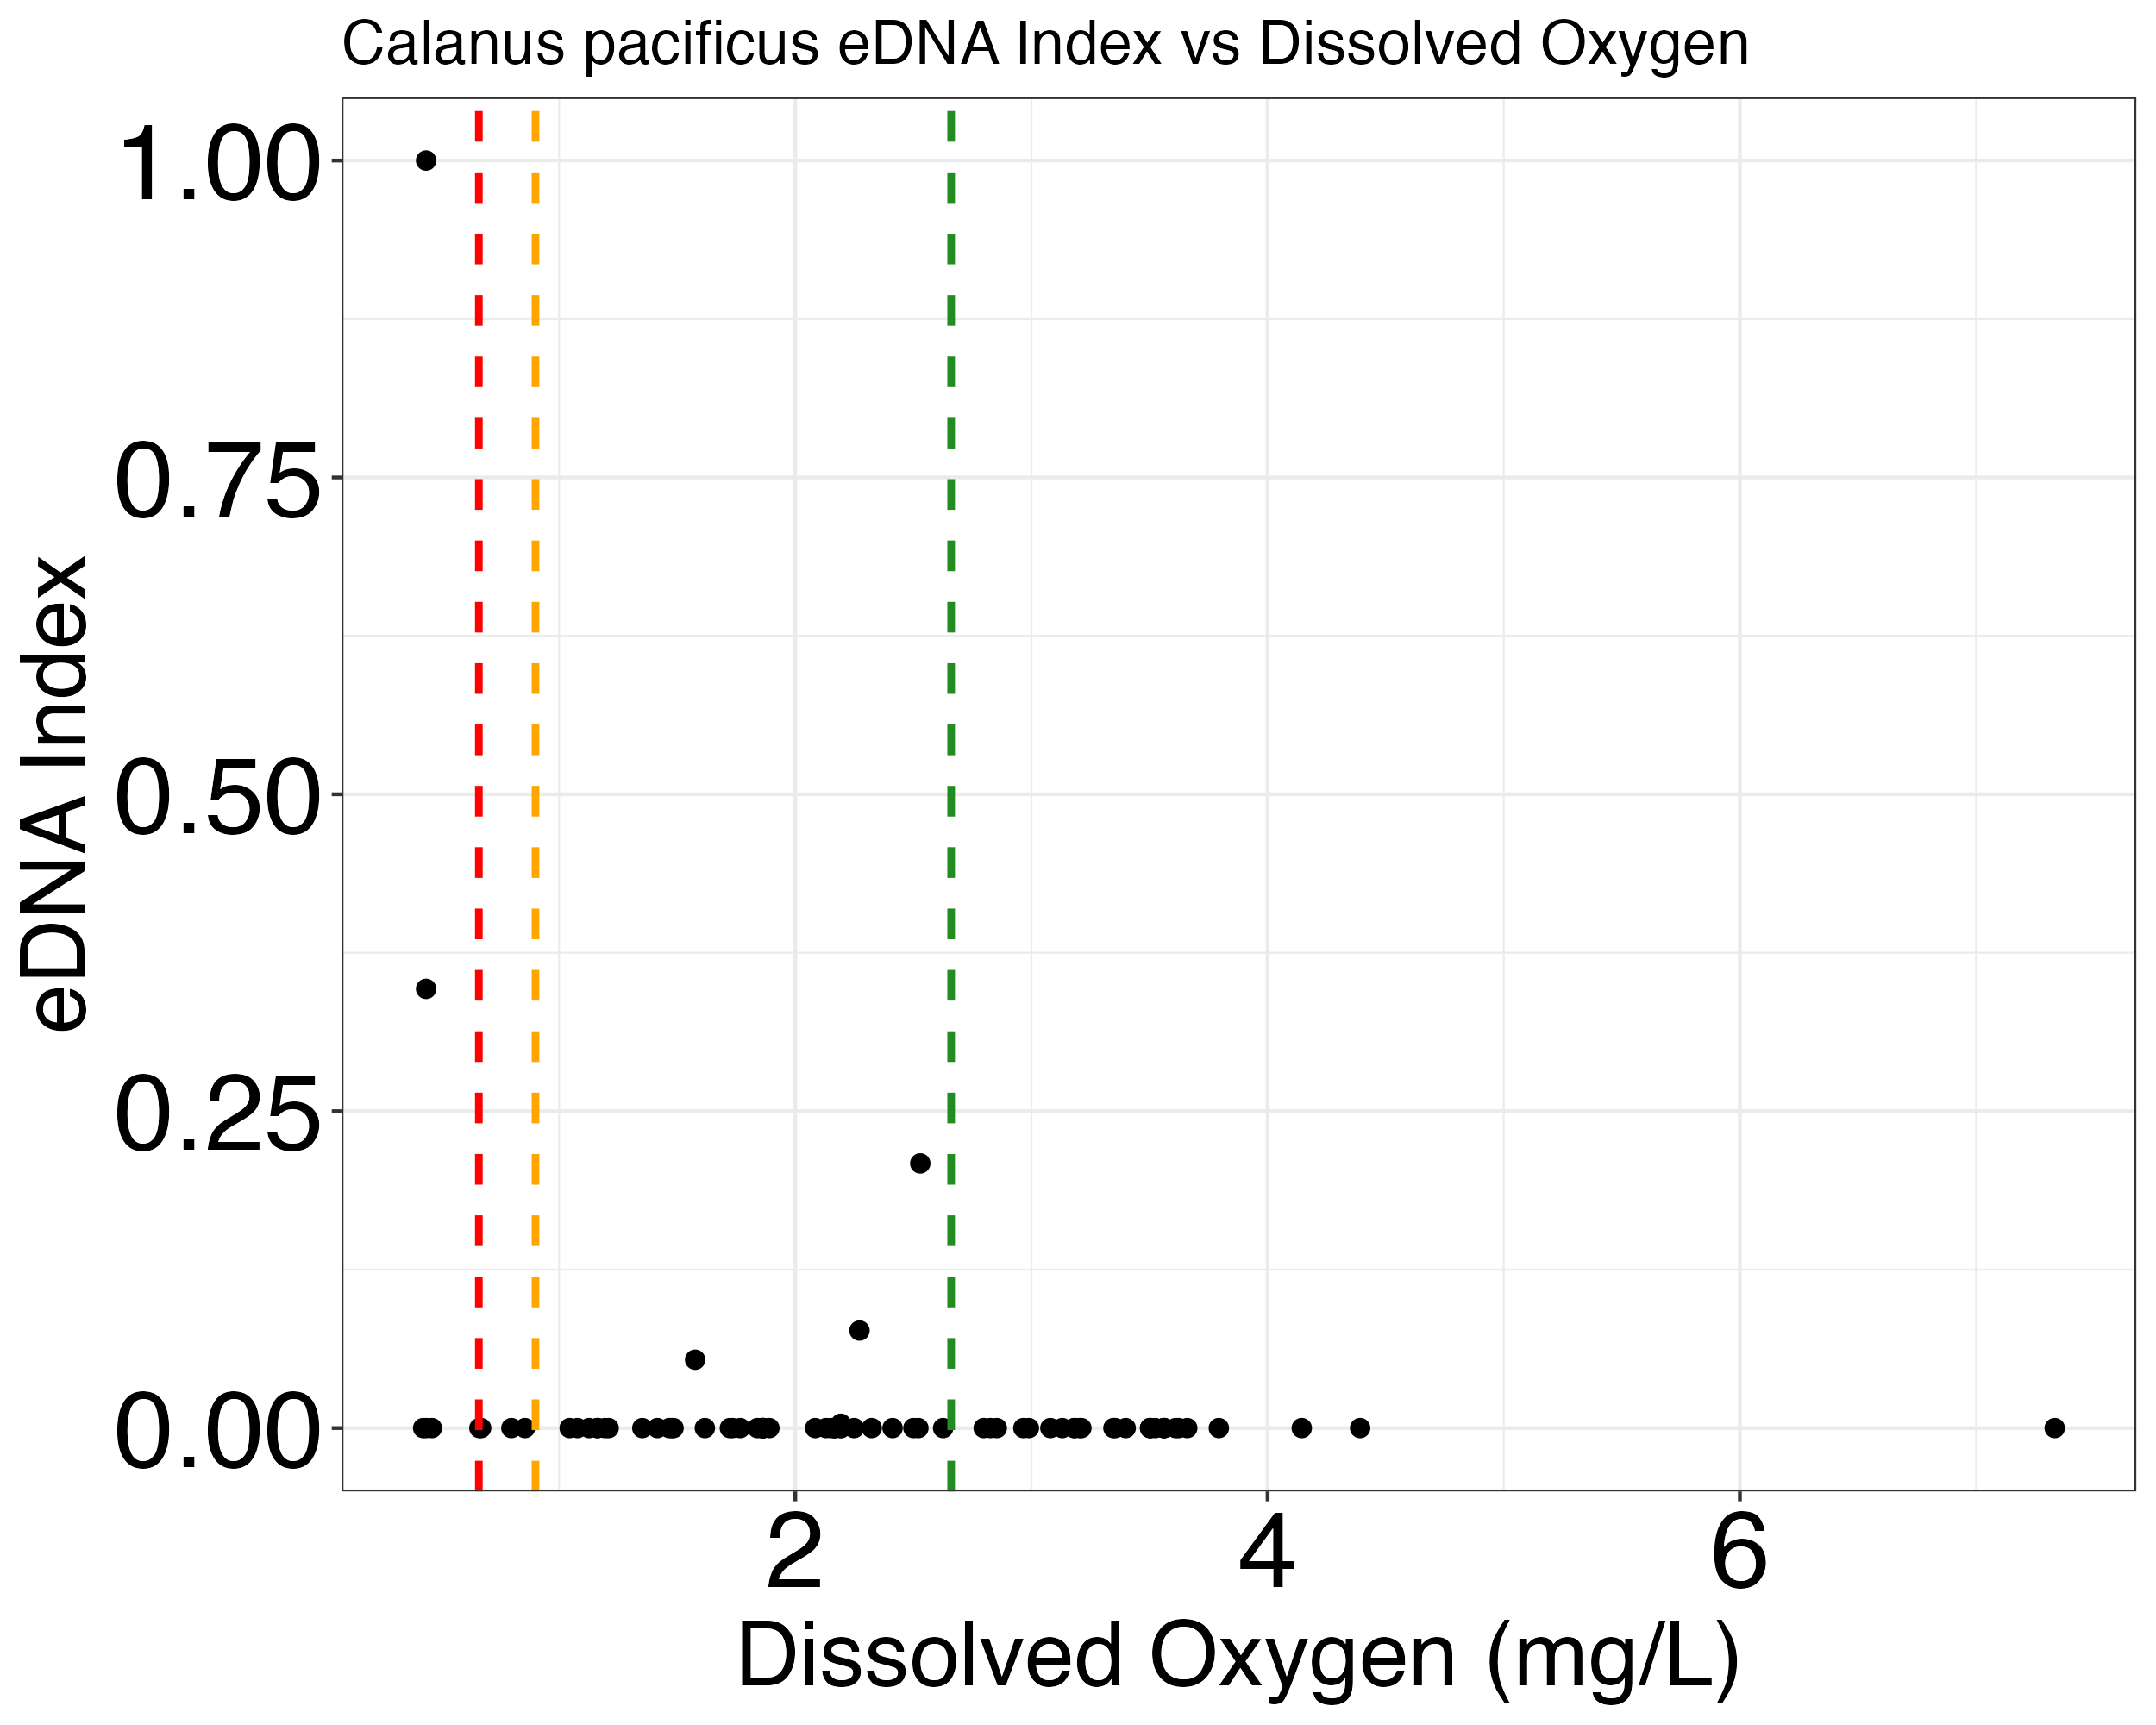 Calanus pacificus eDNA Index vs Dissolved Oxygen
1.00
0.75
0.50
0.25
0.00
eDNA Index
2 4 6
Dissolved Oxygen (mg/L)